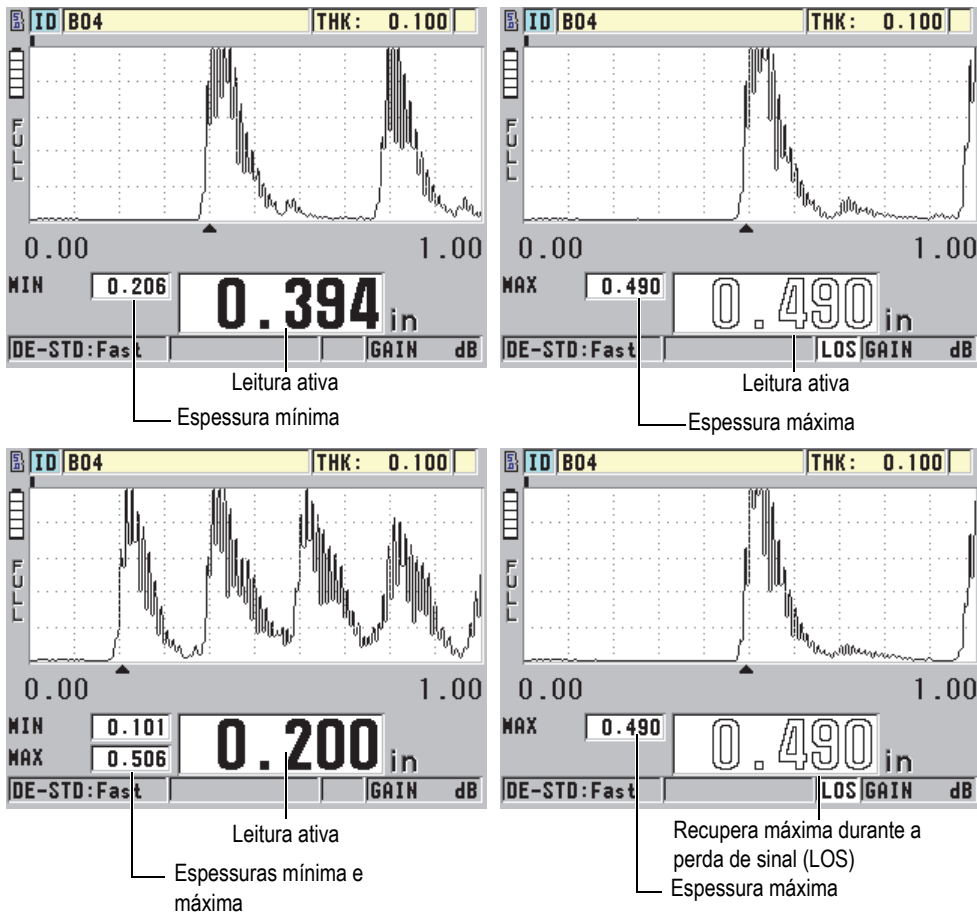 ID B04 THK: 0.100
FULL
0.00 1.00
MIN 0.206 0.394 in
DE-STD:Fast GAIN dB
Leitura ativa
Espessura mínima
ID B04 THK: 0.100
FULL
0.00 1.00
MAX 0.490 0.490 in
DE-STD:Fast LOS GAIN dB
Leitura ativa
Espessura máxima
ID B04 THK: 0.100
FULL
0.00 1.00
MIN 0.101
MAX 0.506 0.200 in
DE-STD:Fast GAIN dB
Leitura ativa
Espessuras mínima e
máxima
ID B04 THK: 0.100
FULL
0.00 1.00
MAX 0.490 0.490 in
DE-STD:Fast LOS GAIN dB
Recupera máxima durante a
perda de sinal (LOS)
Espessura máxima